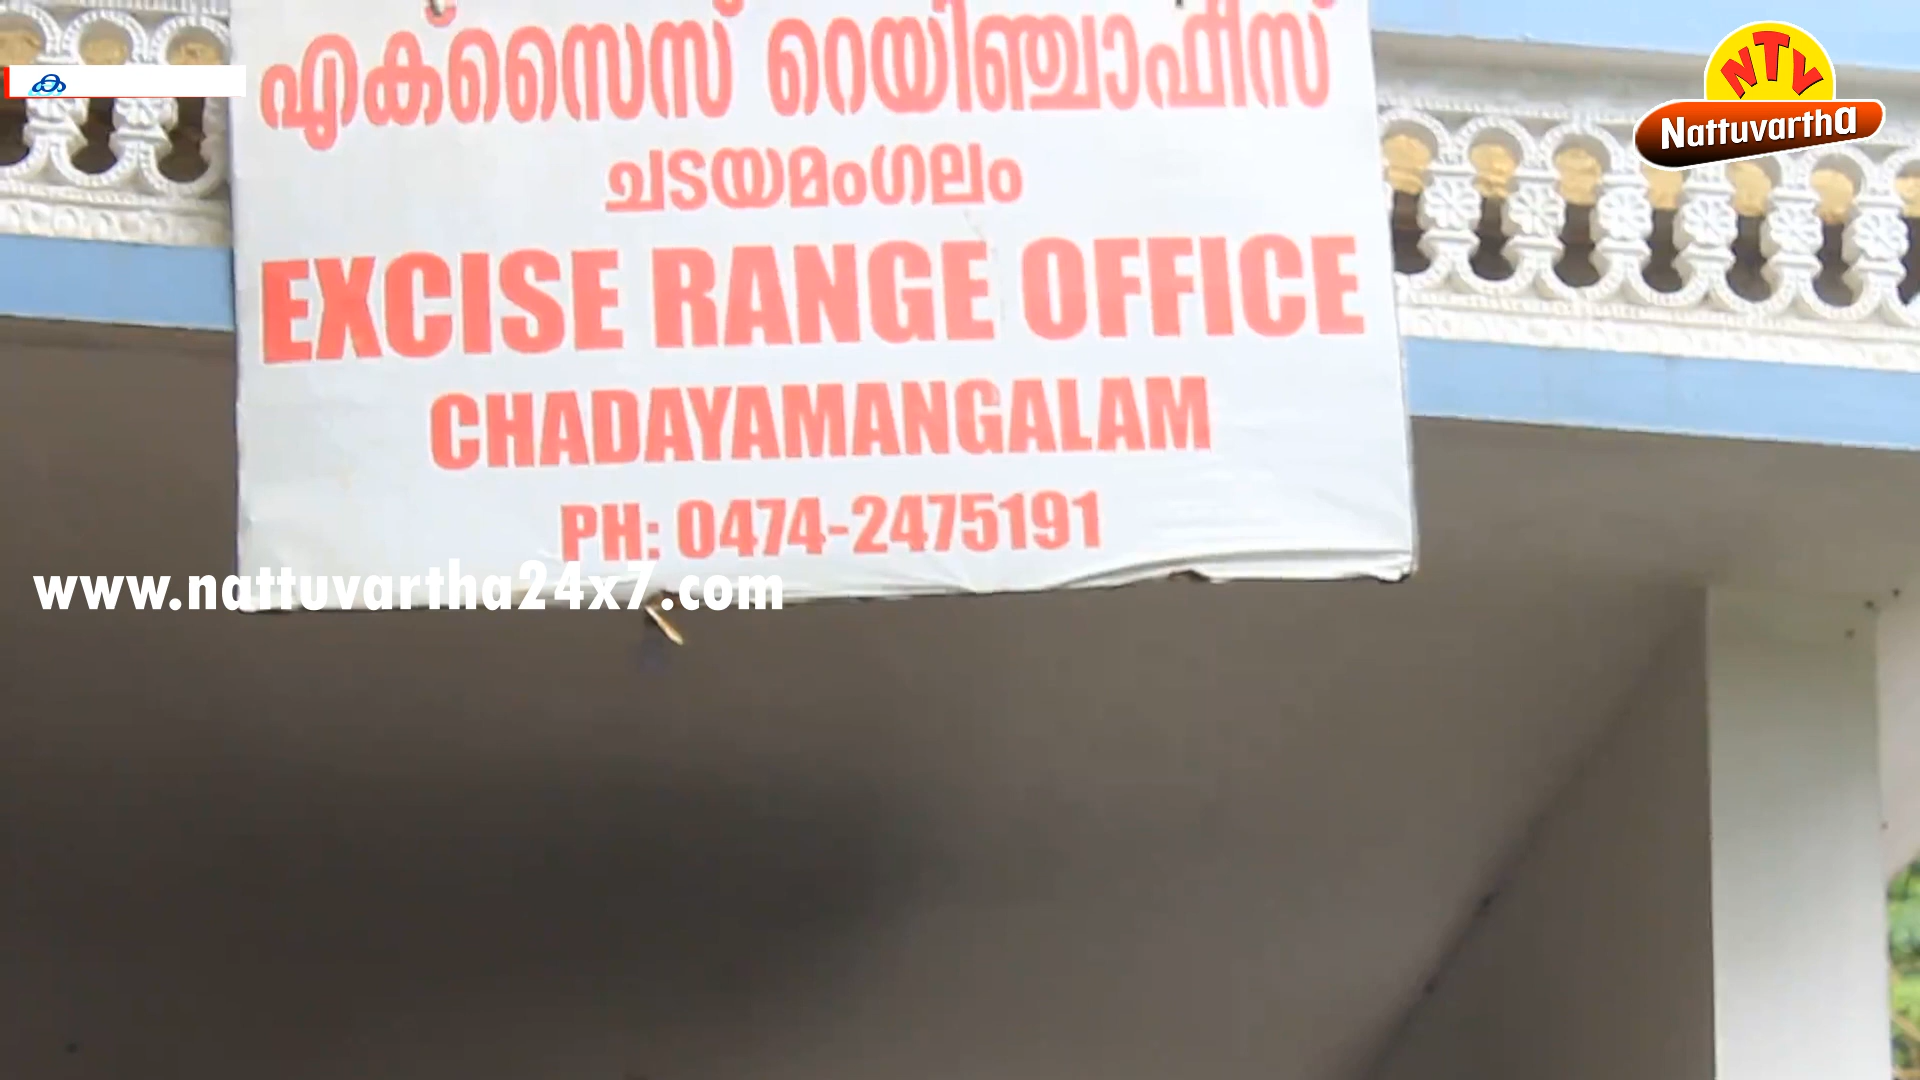 എക്സൈസ് റെയിഞ്ചാഫീസ്
ചടയമംഗലം
EXCISE RANGE OFFICE
CHADAYAMANGALAM
PH: 0474-2475191
www.nattuvartha24x7.com
NTV
Nattuvartha